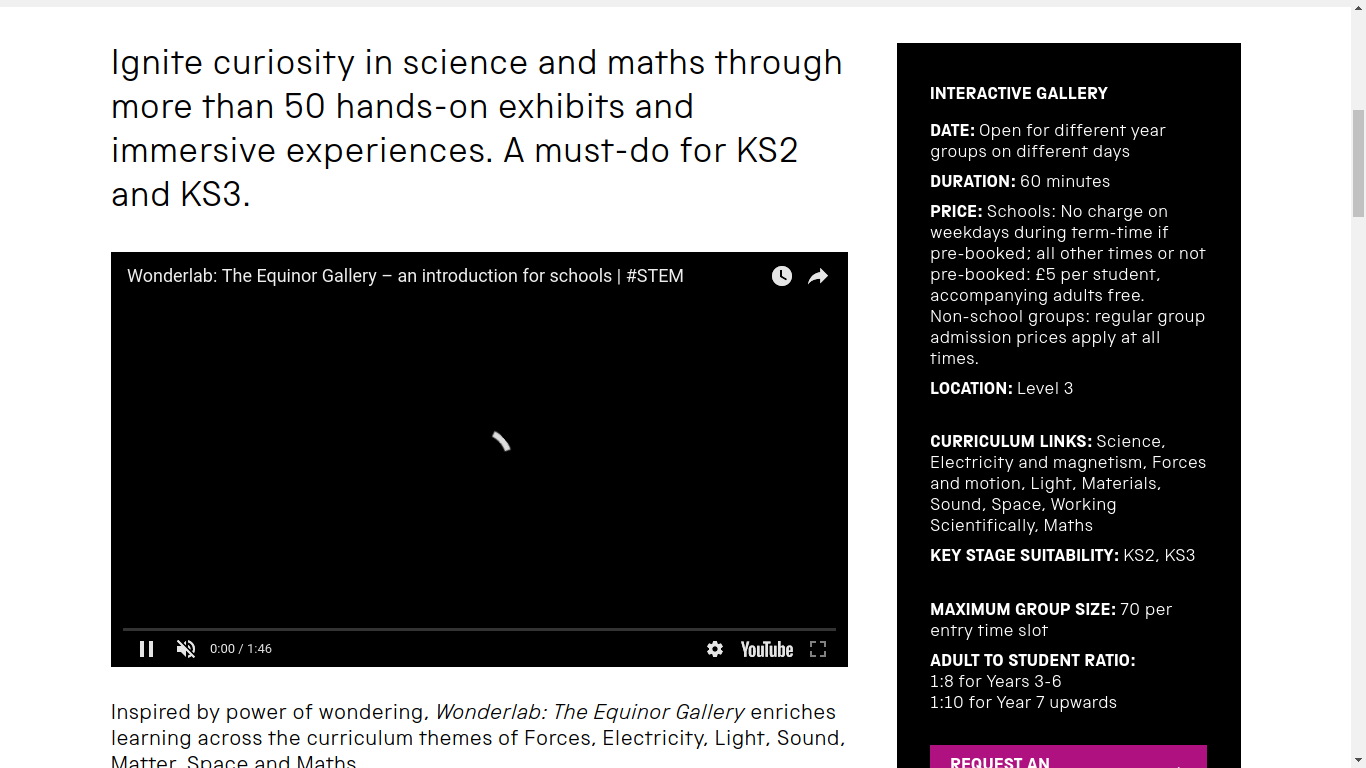 Ignite curiosity in science and maths through
more than 50 hands-on exhibits and
immersive experiences. A must-do for KS2
and KS3.
Wonderlab: The Equinor Gallery – an introduction for schools | #STEM
0:00 / 1:46
YouTube
Inspired by power of wondering, Wonderlab: The Equinor Gallery enriches
learning across the curriculum themes of Forces, Electricity, Light, Sound,
Matter, Space and Maths
INTERACTIVE GALLERY
DATE: Open for different year
groups on different days
DURATION: 60 minutes
PRICE: Schools: No charge on
weekdays during term-time if
pre-booked; all other times or not
pre-booked: £5 per student,
accompanying adults free.
Non-school groups: regular group
admission prices apply at all
times.
LOCATION: Level 3
CURRICULUM LINKS: Science,
Electricity and magnetism, Forces
and motion, Light, Materials,
Sound, Space, Working
Scientifically, Maths
KEY STAGE SUITABILITY: KS2, KS3
MAXIMUM GROUP SIZE: 70 per
entry time slot
ADULT TO STUDENT RATIO:
1:8 for Years 3-6
1:10 for Year 7 upwards
REQUEST AN